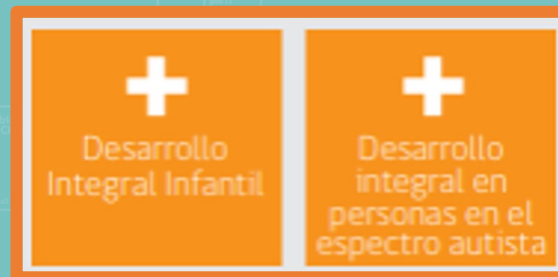 Desarrollo
Integral Infantil
Desarrollo
integral en
personas en el
espectro autista